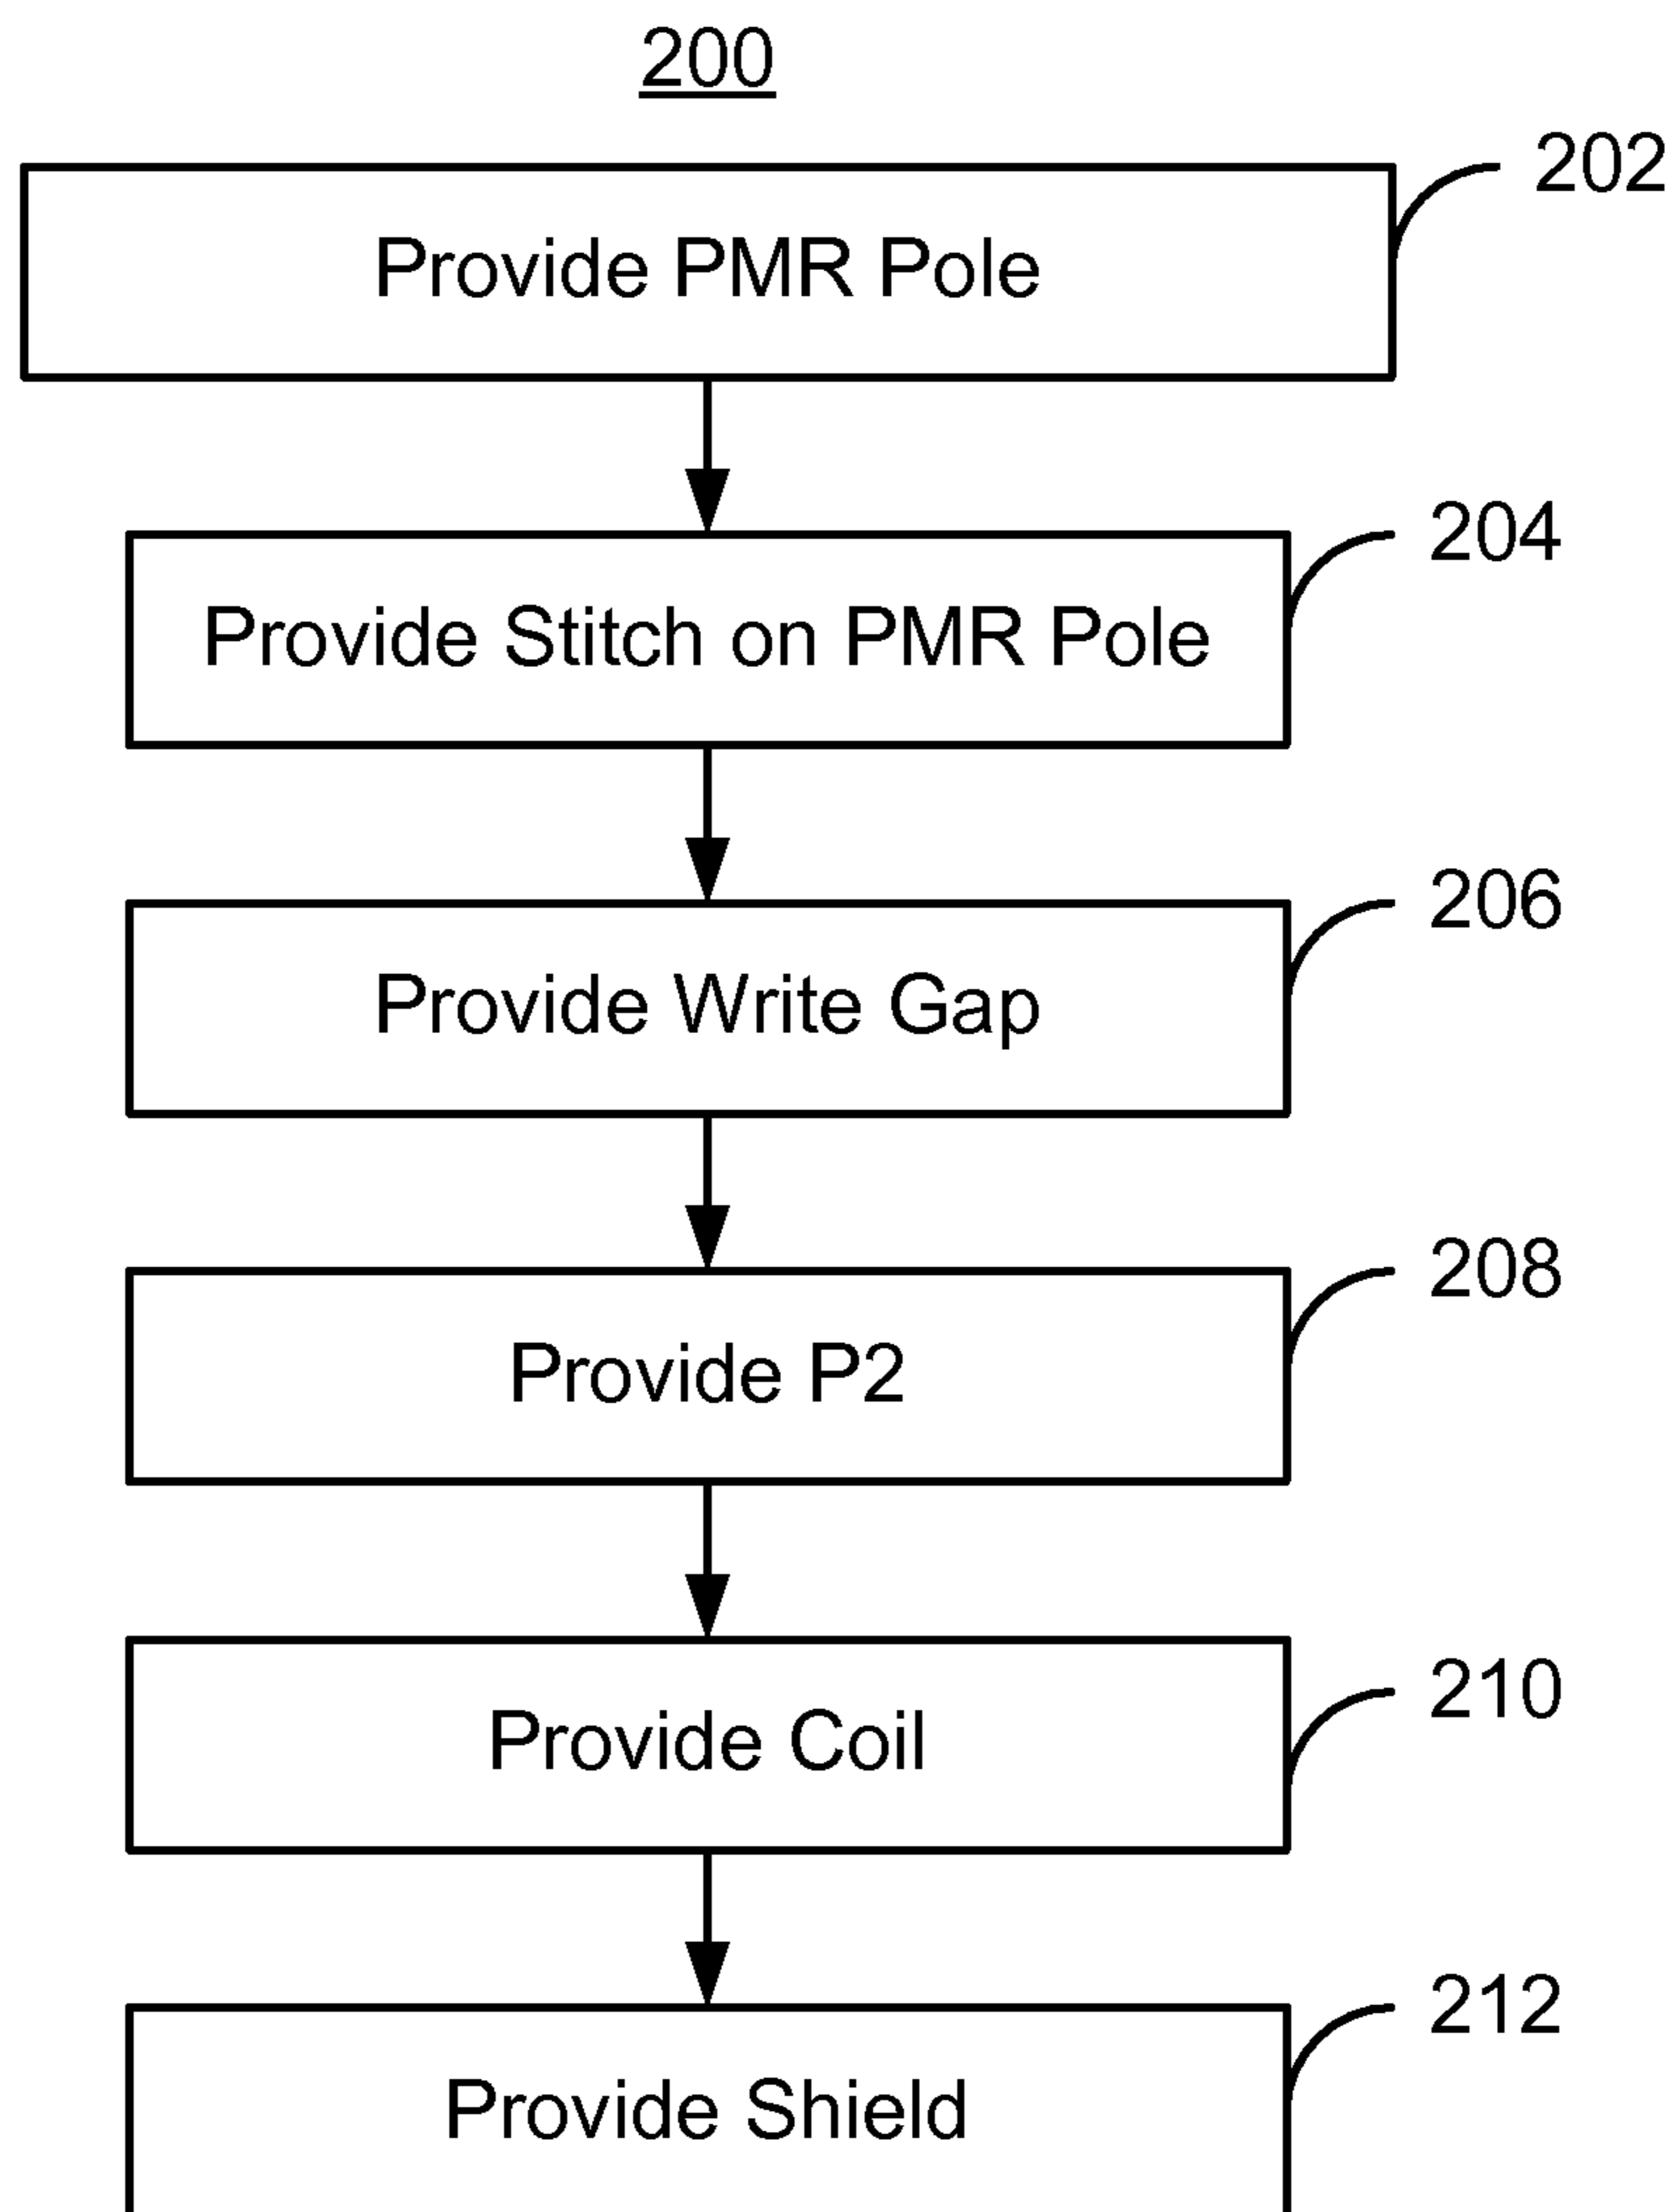 200
202
Provide PMR Pole
204
Provide Stitch on PMR Pole
206
Provide Write Gap
208
Provide P2
210
Provide Coil
212
Provide Shield